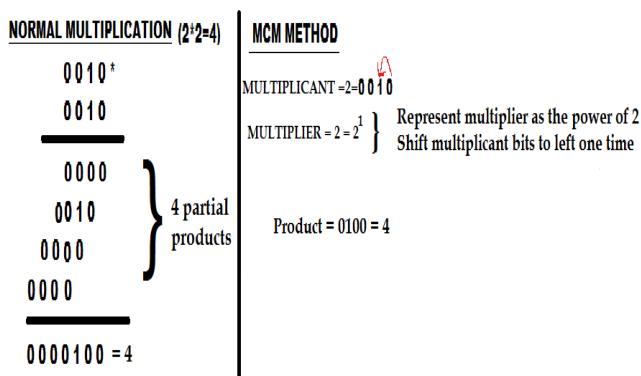 NORMAL MULTIPLICATION (2*2=4)
0010*
0010
0000
0010
0000
0000
4 partial
products
0000100 = 4
MCM METHOD
MULTIPLICANT =2=0010
MULTIPLIER = 2 = 2^1
Represent multiplier as the power of 2
Shift multiplicant bits to left one time
Product = 0100 = 4